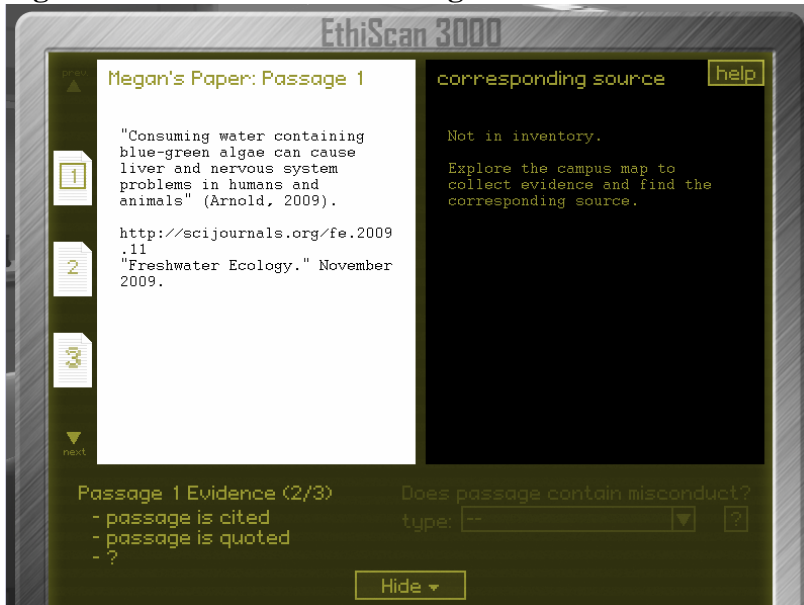 EthiScan 3000
prev
Megan's Paper: Passage 1
corresponding source
help
"Consuming water containing
blue-green algae can cause
liver and nervous system
problems in humans and
animals" (Arnold, 2009).
http://scijournals.org/fe.2009
.11
"Freshwater Ecology." November
2009.
Not in inventory.
Explore the campus map to
collect evidence and find the
corresponding source.
1
2
3
next
Passage 1 Evidence (2/3)
- passage is cited
- passage is quoted
- ?
Does passage contain misconduct?
type: -- ?
Hide